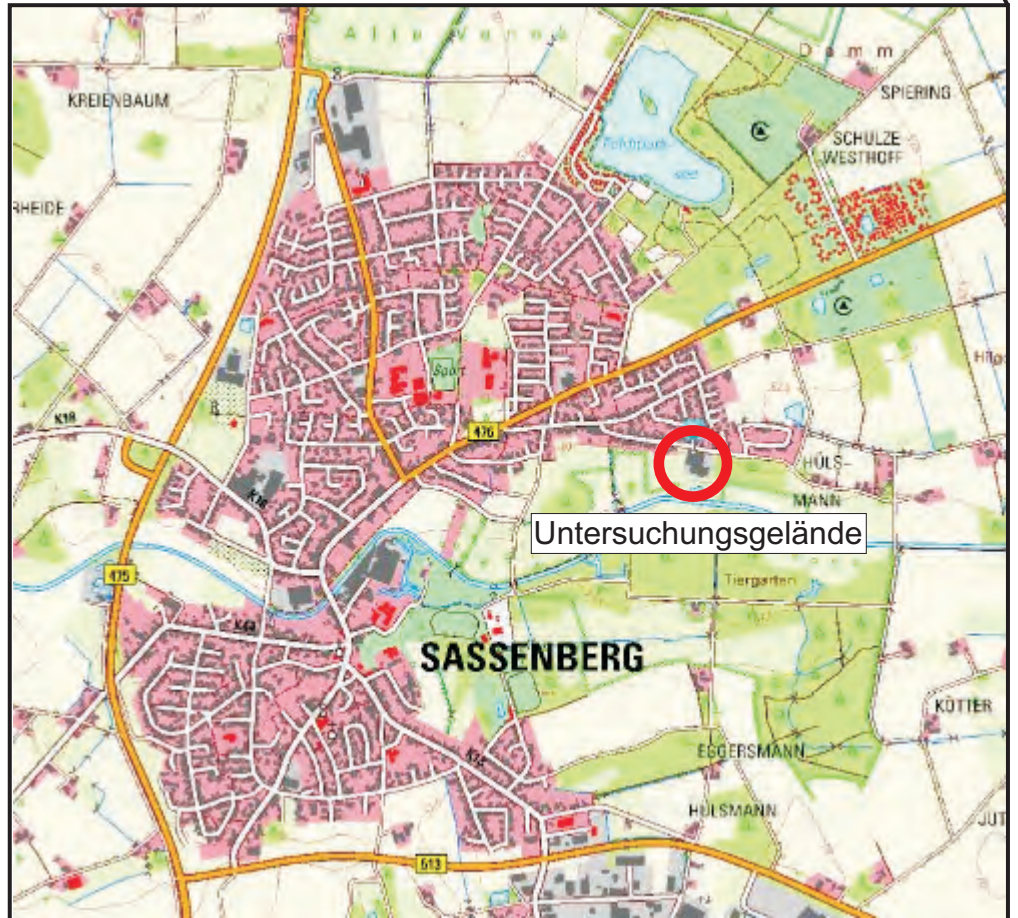 KREIENBAUM
SPIERING
SCHULZE
WESTHOFF
RHEIDE
Sport
476
K18
HÜLS-
MANN
K18
Untersuchungsgelände
475
Tiergarten
SASSENBERG
KÖTTER
EGGERSMANN
HÜLSMANN
JUT
513